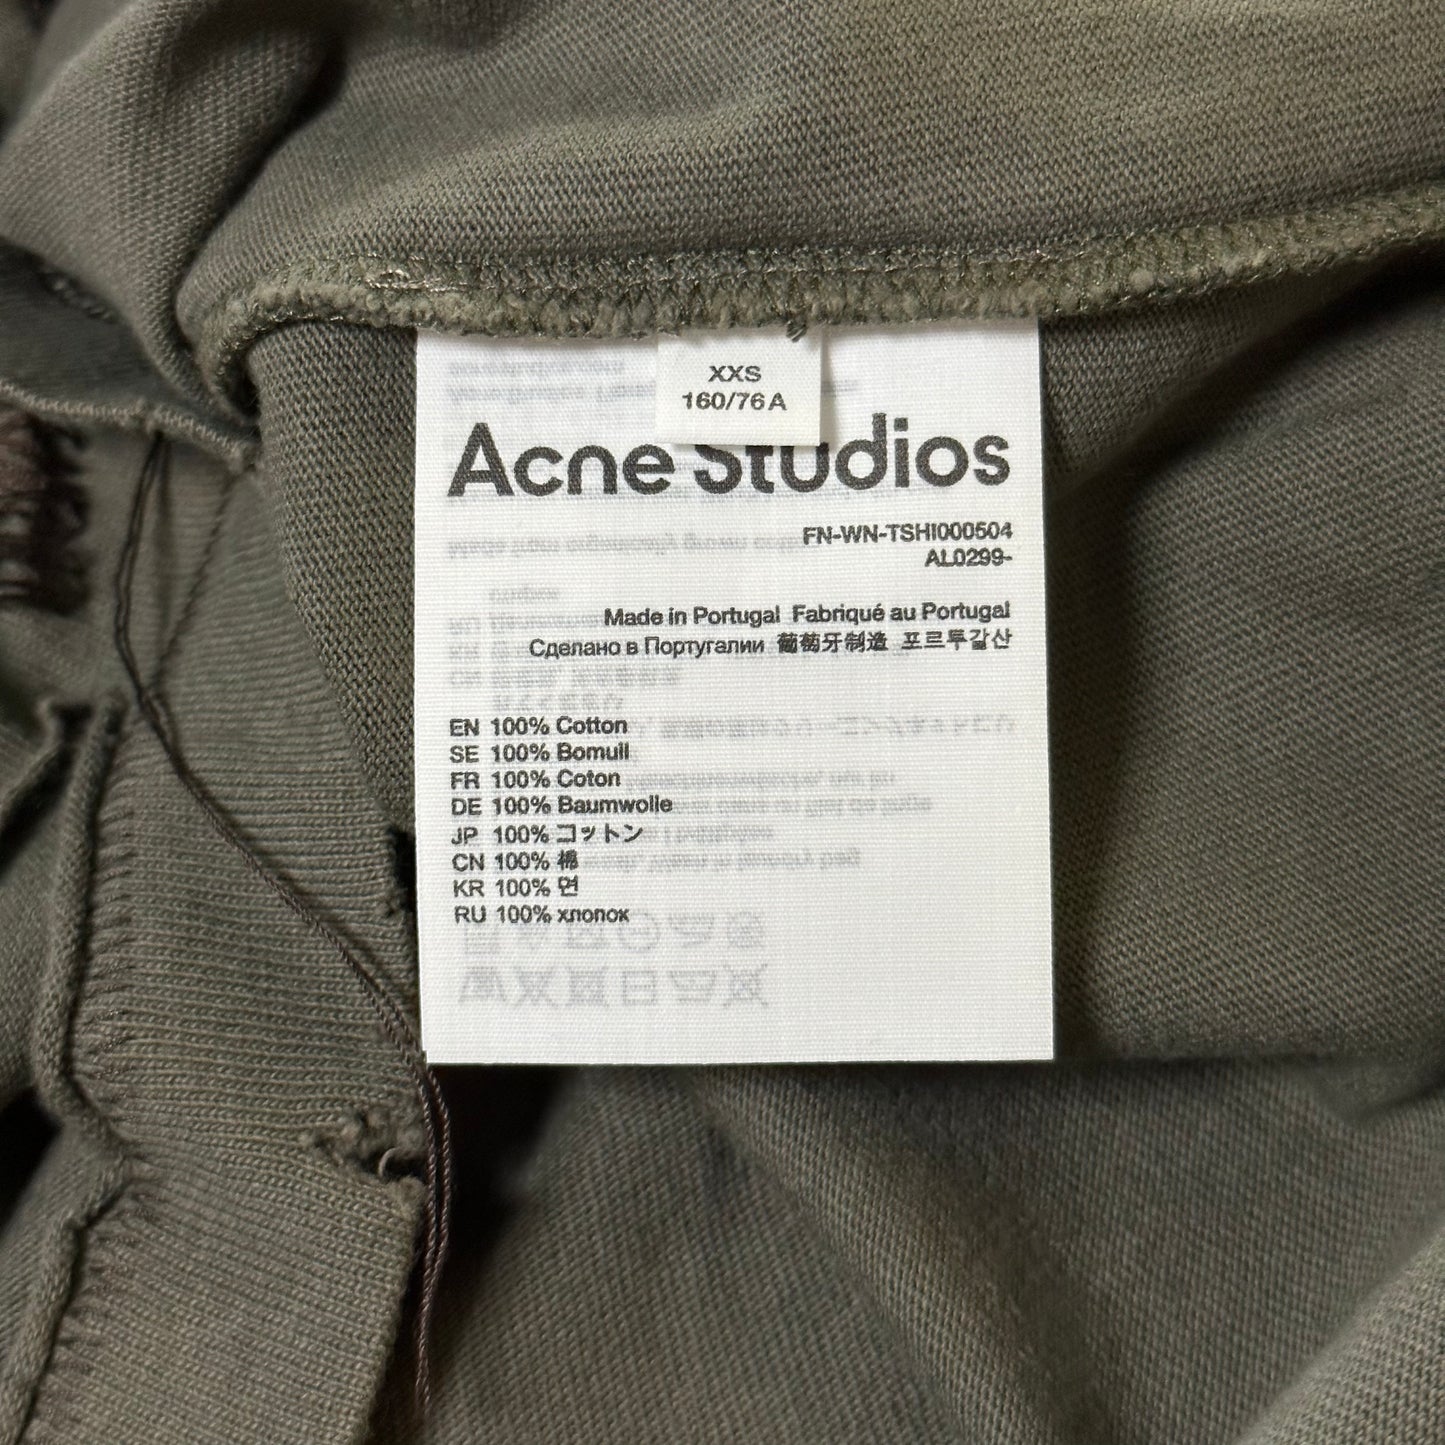 XXS
160/76A
Acne Studios
FN-WN-TSHI000504
AL0299-
Made in Portugal Fabriqué au Portugal
Сделано в Португалии 葡萄牙制造 포르투갈산
EN 100% Cotton
SE 100% Bomull
FR 100% Coton
DE 100% Baumwolle
JP 100% コットン
CN 100% 棉
KR 100% 면
RU 100% хлопок